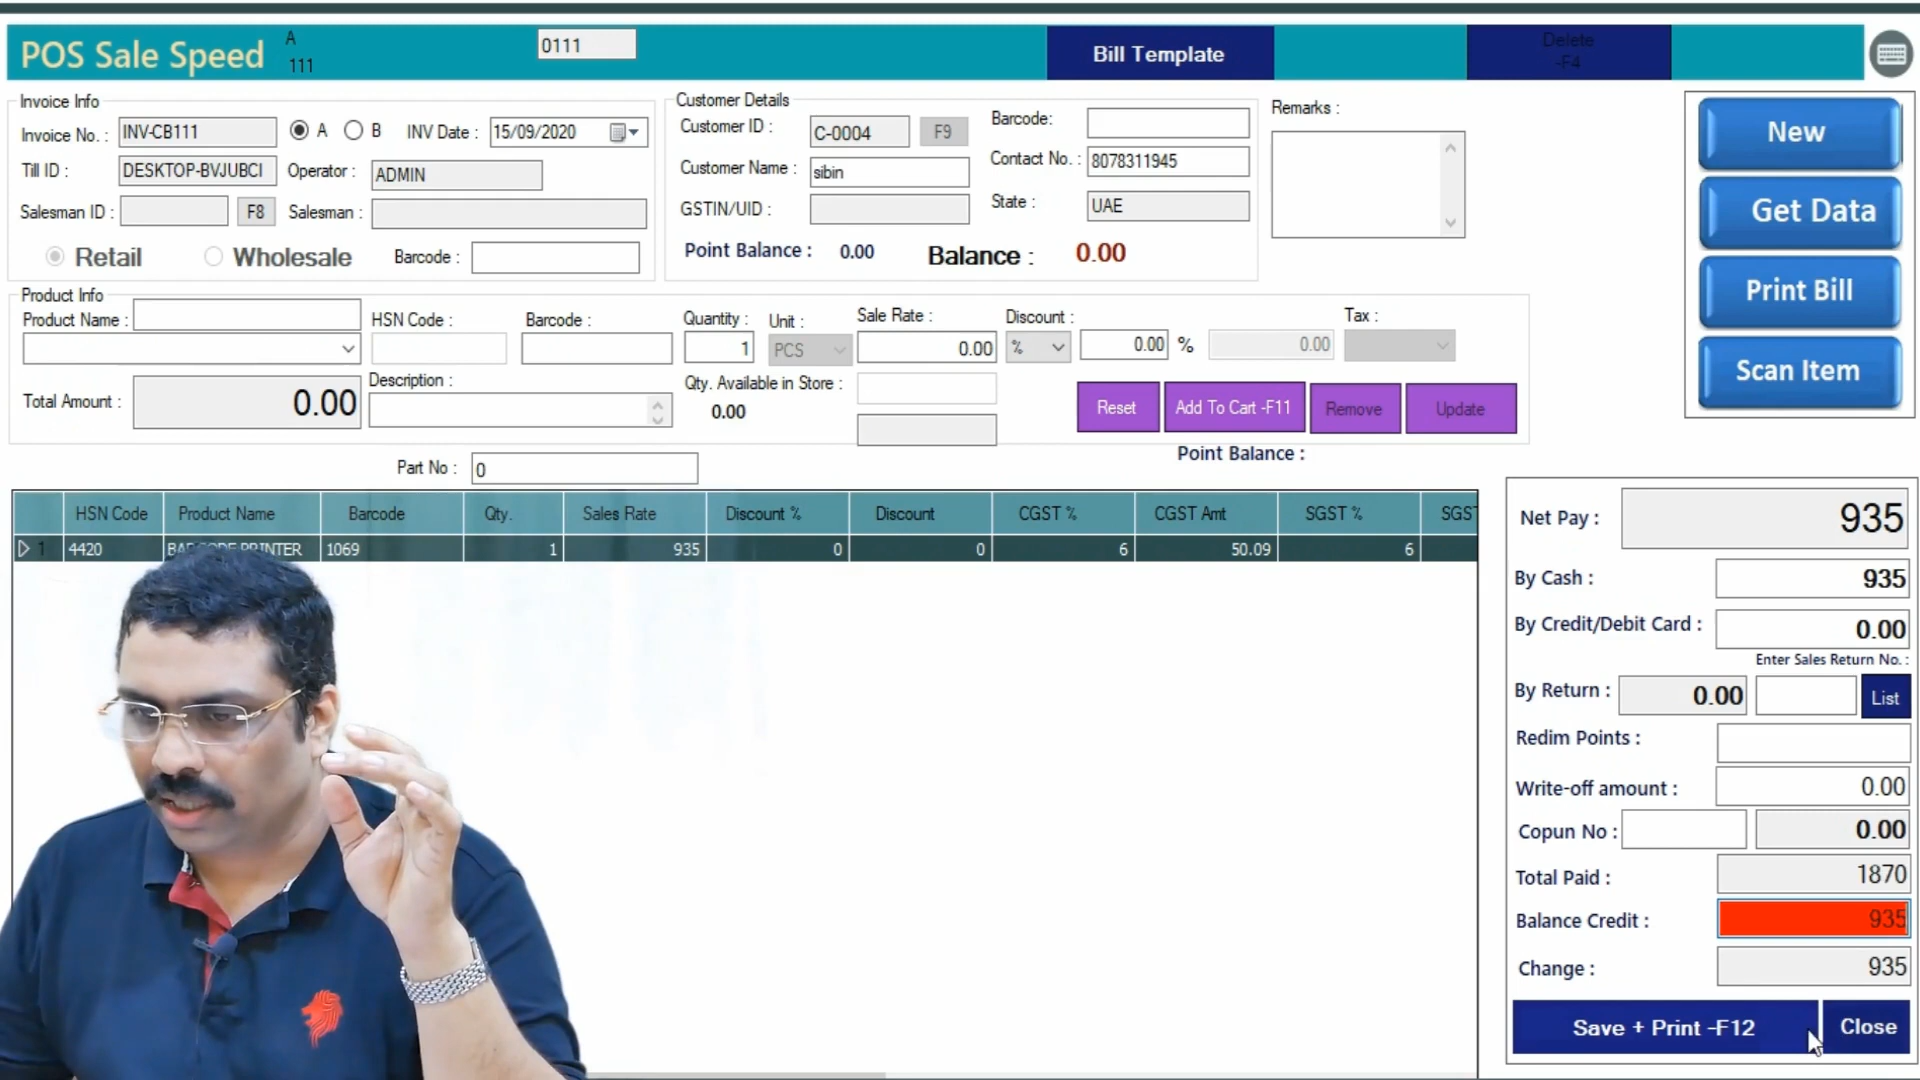 POS Sale Speed
A
111
0111
Bill Template
Delete
-F4
Invoice Info
Invoice No. : INV-CB111 A B INV Date : 15/09/2020
Till ID : DESKTOP-BVJUBCI Operator : ADMIN
Salesman ID : F8 Salesman :
Retail Wholesale Barcode :
Customer Details
Customer ID : C-0004 F9
Customer Name : sibin
GSTIN/UID :
Barcode:
Contact No. : 8078311945
State : UAE
Point Balance : 0.00 Balance : 0.00
Remarks :
New
Get Data
Print Bill
Scan Item
Product Info
Product Name : HSN Code : Barcode : Quantity : Unit : Sale Rate : Discount : Tax :
1 PCS 0.00 % 0.00 % 0.00
Total Amount : 0.00 Description : Qty. Available in Store :
0.00
Reset Add To Cart -F11 Remove Update
Point Balance :
Part No : 0
HSN Code Product Name Barcode Qty. Sales Rate Discount % Discount CGST % CGST Amt SGST % SGST
1 4420 BARCODE PRINTER 1069 1 935 0 0 6 50.09 6
Net Pay : 935
By Cash : 935
By Credit/Debit Card : 0.00
Enter Sales Return No. :
By Return : 0.00 List
Redim Points :
Write-off amount : 0.00
Copun No : 0.00
Total Paid : 1870
Balance Credit : 935
Change : 935
Save + Print -F12 Close